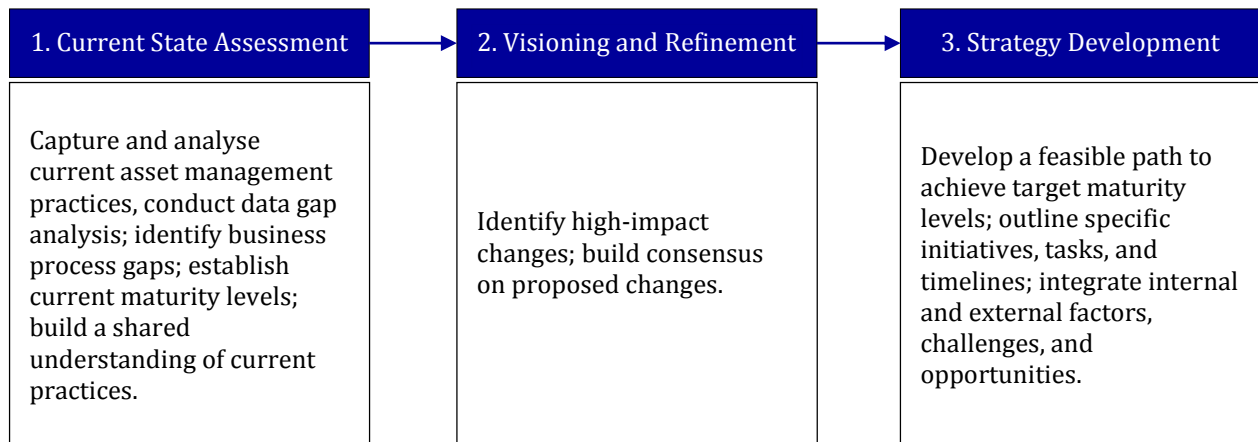 1. Current State Assessment
Capture and analyse
current asset management
practices, conduct data gap
analysis; identify business
process gaps; establish
current maturity levels;
build a shared
understanding of current
practices.
2. Visioning and Refinement
Identify high-impact
changes; build consensus
on proposed changes.
3. Strategy Development
Develop a feasible path to
achieve target maturity
levels; outline specific
initiatives, tasks, and
timelines; integrate internal
and external factors,
challenges, and
opportunities.